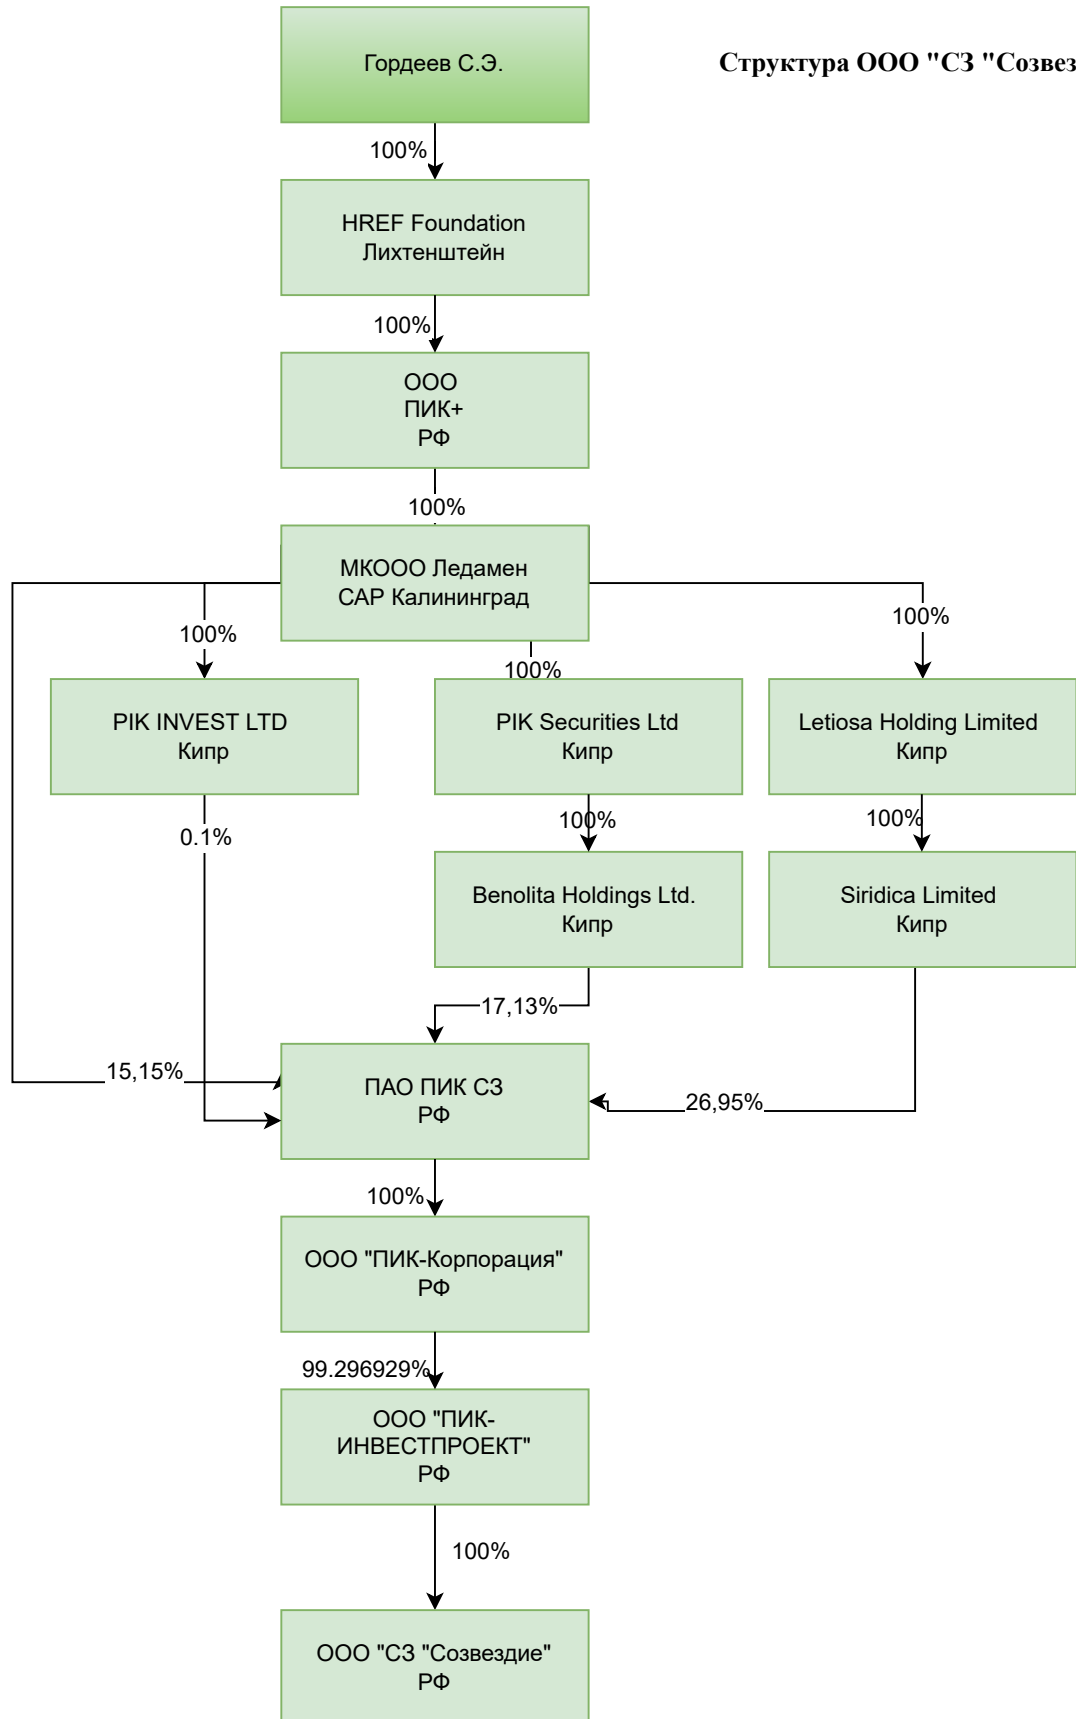 Гордеев С.Э.
Структура ООО "СЗ "Созвез
100%
HREF Foundation
Лихтенштейн
100%
ООО
ПИК+
РФ
100%
МКООО Ледамен
САР Калининград
100%
100%
100%
PIK INVEST LTD
Кипр
PIK Securities Ltd
Кипр
Letiosa Holding Limited
Кипр
0.1%
100%
100%
Benolita Holdings Ltd.
Кипр
Siridica Limited
Кипр
17,13%
15,15%
ПАО ПИК СЗ
РФ
26,95%
100%
ООО "ПИК-Корпорация"
РФ
99.296929%
ООО "ПИК-
ИНВЕСТПРОЕКТ"
РФ
100%
ООО "СЗ "Созвездие"
РФ